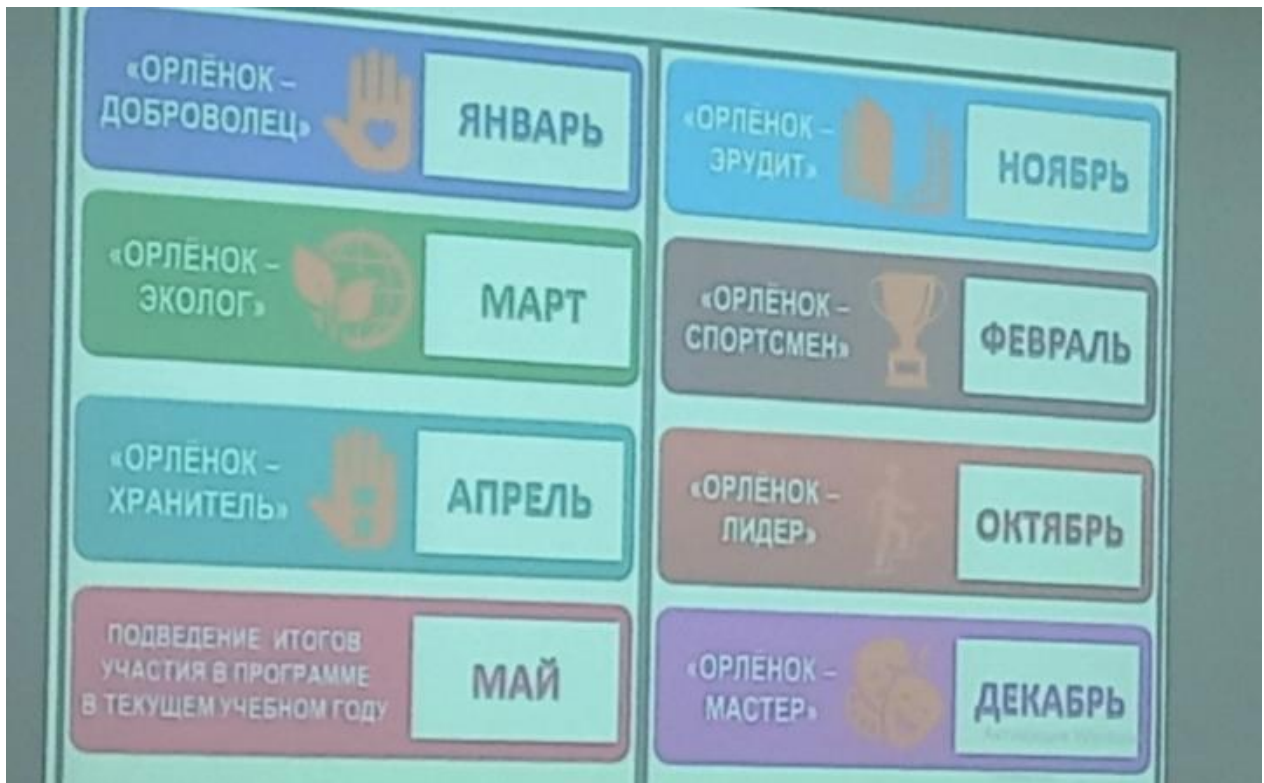 «ОРЛЁНОК –
ДОБРОВОЛЕЦ»
ЯНВАРЬ
«ОРЛЁНОК –
ЭКОЛОГ»
МАРТ
«ОРЛЁНОК –
ХРАНИТЕЛЬ»
АПРЕЛЬ
ПОДВЕДЕНИЕ ИТОГОВ
УЧАСТИЯ В ПРОГРАММЕ
В ТЕКУЩЕМ УЧЕБНОМ ГОДУ
МАЙ
«ОРЛЁНОК –
ЭРУДИТ»
НОЯБРЬ
«ОРЛЁНОК –
СПОРТСМЕН»
ФЕВРАЛЬ
«ОРЛЁНОК –
ЛИДЕР»
ОКТЯБРЬ
«ОРЛЁНОК –
МАСТЕР»
ДЕКАБРЬ